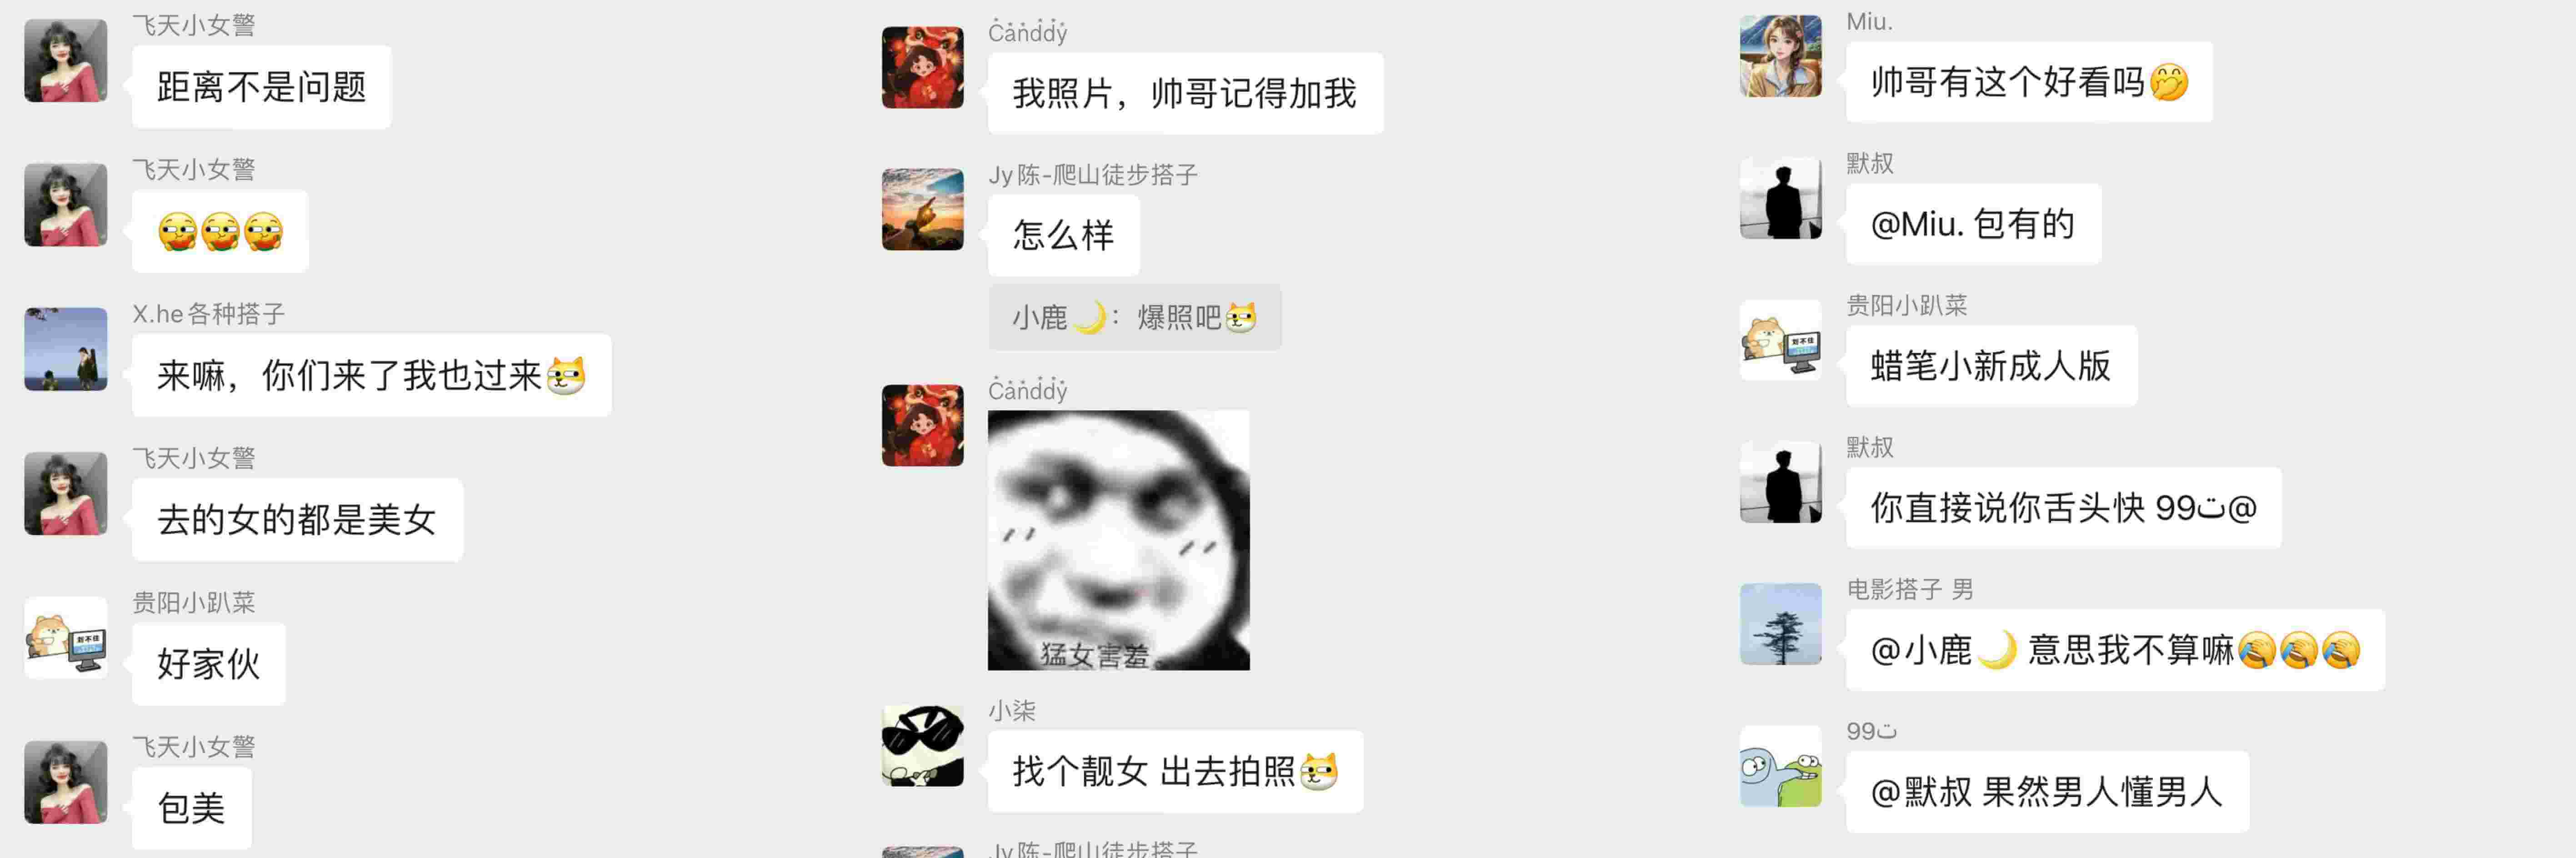 飞天小女警
距离不是问题
飞天小女警
X.he各种搭子
来嘛，你们来了我也过来
飞天小女警
去的女的都是美女
贵阳小趴菜
好家伙
飞天小女警
包美
Ċȧṅḋḋẏ
我照片，帅哥记得加我
Jy陈-爬山徒步搭子
怎么样
小鹿🌙：爆照吧
Ċȧṅḋḋẏ
猛女害羞
小柒
找个靓女 出去拍照
Jy陈-爬山徒步搭子
Miu.
帅哥有这个好看吗🤭
默叔
@Miu. 包有的
贵阳小趴菜
蜡笔小新成人版
默叔
你直接说你舌头快 99ت@
电影搭子 男
@小鹿🌙 意思我不算嘛🤦🤦🤦
99ت
@默叔 果然男人懂男人